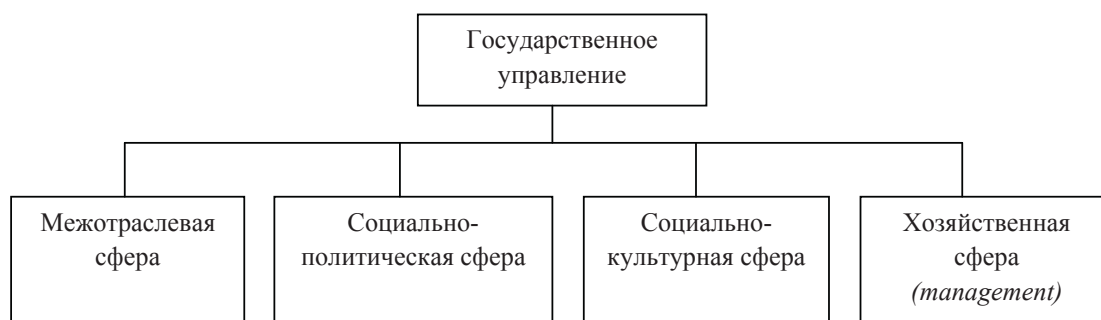 Государственное
управление
Межотраслевая
сфера
Социально-
политическая сфера
Социально-
культурная сфера
Хозяйственная
сфера
(management)